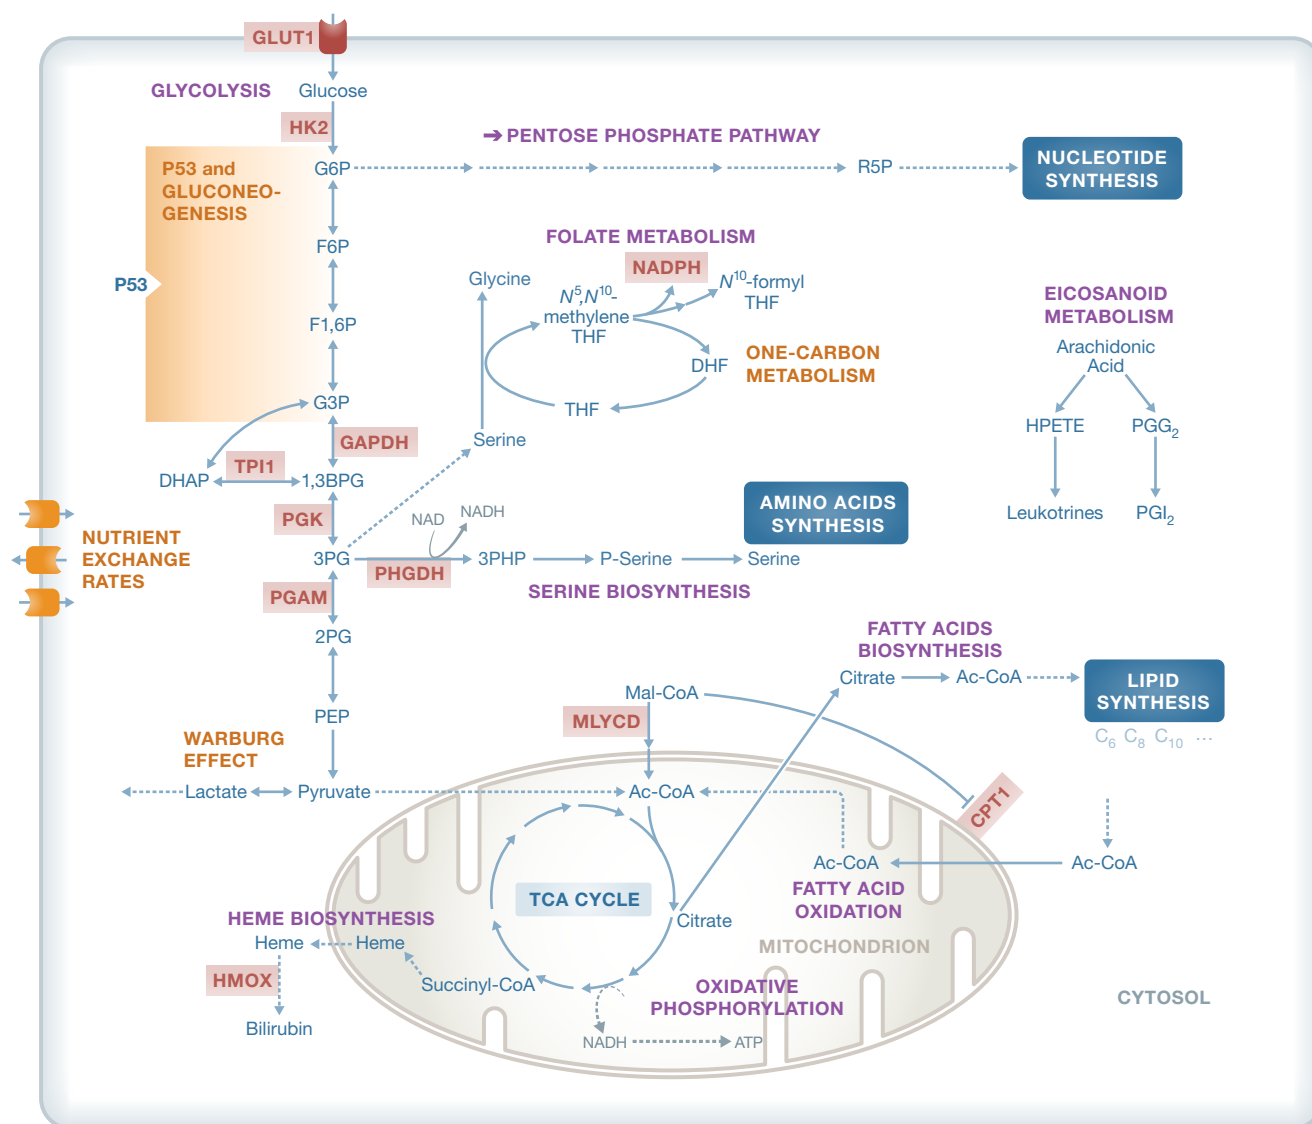 GLUT1
GLYCOLYSIS
Glucose
HK2
➔ PENTOSE PHOSPHATE PATHWAY
P53 and
GLUCONEO-
GENESIS
G6P
R5P
NUCLEOTIDE
SYNTHESIS
F6P
P53
F1,6P
G3P
FOLATE METABOLISM
Glycine
NADPH
N⁵,N¹⁰-
methylene
THF
N¹⁰-formyl
THF
DHF
ONE-CARBON
METABOLISM
THF
Serine
EICOSANOID
METABOLISM
Arachidonic
Acid
HPETE
PGG₂
Leukotrines
PGI₂
GAPDH
DHAP
TPI1
1,3BPG
PGK
NAD
NADH
AMINO ACIDS
SYNTHESIS
NUTRIENT
EXCHANGE
RATES
3PG
PHGDH
3PHP
P-Serine
Serine
SERINE BIOSYNTHESIS
PGAM
2PG
PEP
FATTY ACIDS
BIOSYNTHESIS
Citrate
Ac-CoA
LIPID
SYNTHESIS
C₆ C₈ C₁₀ ...
Mal-CoA
MLYCD
WARBURG
EFFECT
Lactate
Pyruvate
Ac-CoA
CPT1
Ac-CoA
Ac-CoA
FATTY ACID
OXIDATION
TCA CYCLE
Citrate
HEME BIOSYNTHESIS
Heme
Heme
MITOCHONDRION
HMOX
Succinyl-CoA
OXIDATIVE
PHOSPHORYLATION
CYTOSOL
Bilirubin
NADH
ATP